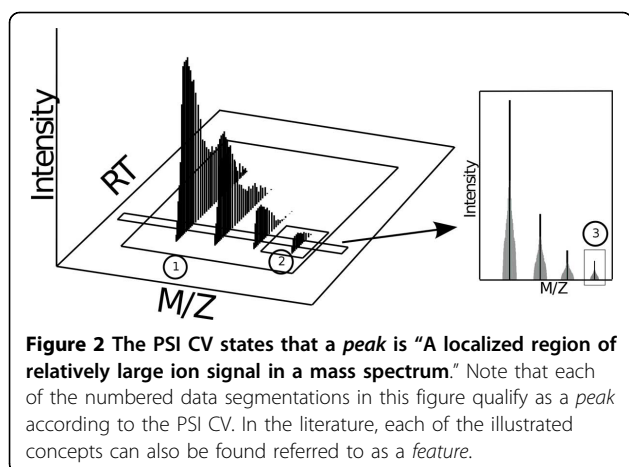 Intensity
RT
M/Z
1
2
Intensity
M/Z
3
Figure 2 The PSI CV states that a peak is “A localized region of
relatively large ion signal in a mass spectrum.” Note that each
of the numbered data segmentations in this figure qualify as a peak
according to the PSI CV. In the literature, each of the illustrated
concepts can also be found referred to as a feature.